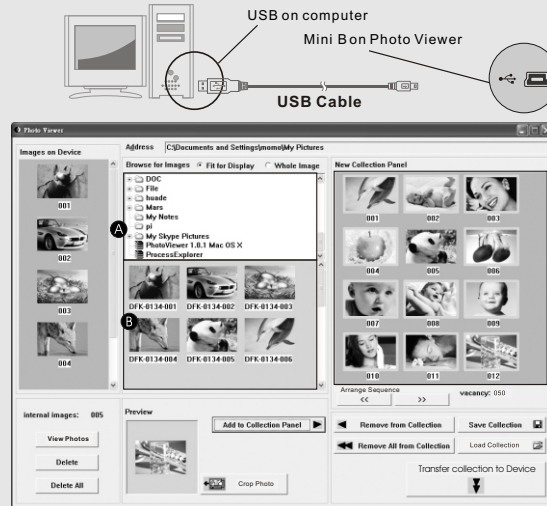 USB on computer
Mini B on Photo Viewer
USB Cable
Photo Viewer
Images on Device
001
002
003
004
internal images: 005
View Photos
Delete
Delete All
Address C:\Documents and Settings\momo\My Pictures
Browse for Images Fit for Display Whole Image
DOC
File
huade
Mars
My Notes
pi
My Skype Pictures
PhotoViewer 1.0.1 Mac OS X
ProcessExplorer
A
DFK-0134-001 DFK-0134-002 DFK-0134-003
B
DFK-0134-004 DFK-0134-005 DFK-0134-006
Preview
Add to Collection Panel
Crop Photo
New Collection Panel
001 002 003
004 005 006
007 008 009
010 011 012
Arrange Sequence
<< >>
vacancy: 050
Remove from Collection
Save Collection
Remove All from Collection
Load Collection
Transfer collection to Device